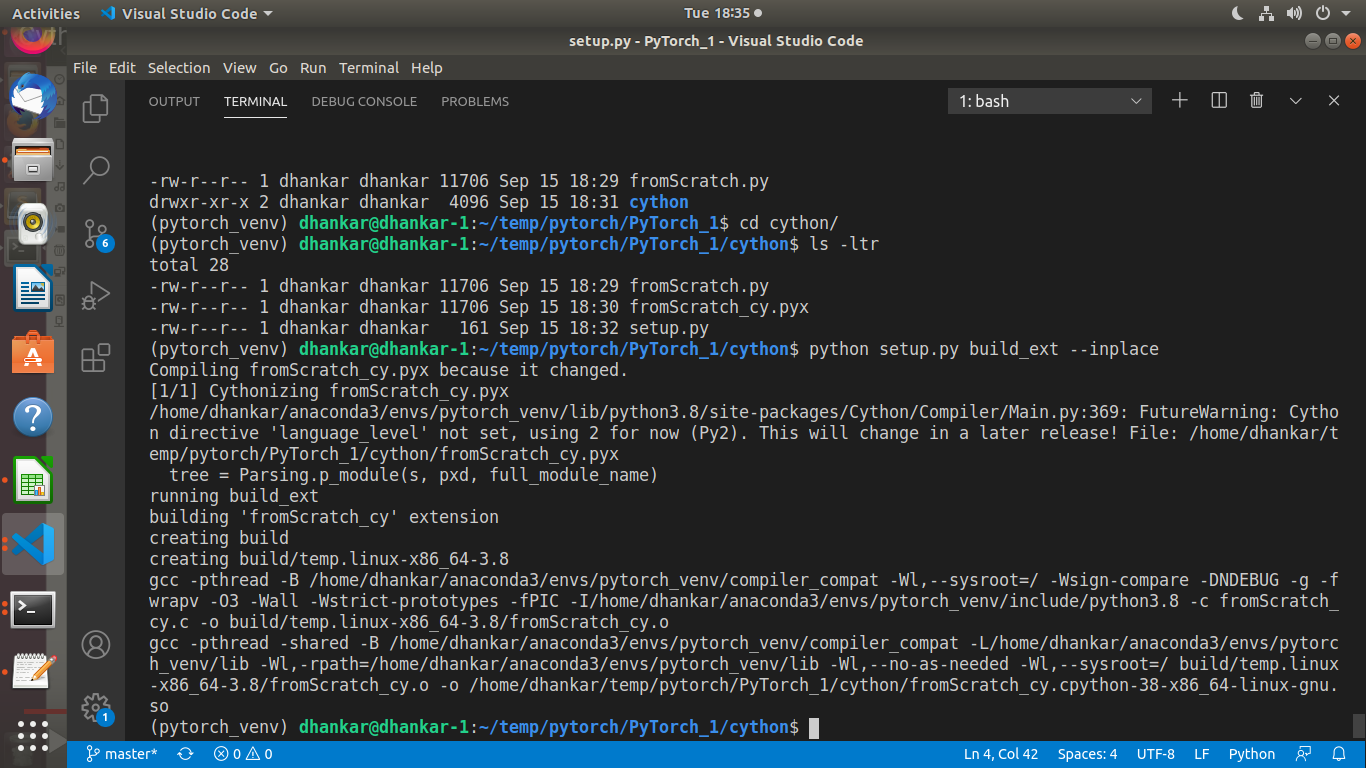 Activities Visual Studio Code Tue 18:35
setup.py - PyTorch_1 - Visual Studio Code
File Edit Selection View Go Run Terminal Help
OUTPUT TERMINAL DEBUG CONSOLE PROBLEMS 1: bash
-rw-r--r-- 1 dhankar dhankar 11706 Sep 15 18:29 fromScratch.py
drwxr-xr-x 2 dhankar dhankar  4096 Sep 15 18:31 cython
(pytorch_venv) dhankar@dhankar-1:~/temp/pytorch/PyTorch_1$ cd cython/
(pytorch_venv) dhankar@dhankar-1:~/temp/pytorch/PyTorch_1/cython$ ls -ltr
total 28
-rw-r--r-- 1 dhankar dhankar 11706 Sep 15 18:29 fromScratch.py
-rw-r--r-- 1 dhankar dhankar 11706 Sep 15 18:30 fromScratch_cy.pyx
-rw-r--r-- 1 dhankar dhankar   161 Sep 15 18:32 setup.py
(pytorch_venv) dhankar@dhankar-1:~/temp/pytorch/PyTorch_1/cython$ python setup.py build_ext --inplace
Compiling fromScratch_cy.pyx because it changed.
[1/1] Cythonizing fromScratch_cy.pyx
/home/dhankar/anaconda3/envs/pytorch_venv/lib/python3.8/site-packages/Cython/Compiler/Main.py:369: FutureWarning: Cytho
n directive 'language_level' not set, using 2 for now (Py2). This will change in a later release! File: /home/dhankar/t
emp/pytorch/PyTorch_1/cython/fromScratch_cy.pyx
  tree = Parsing.p_module(s, pxd, full_module_name)
running build_ext
building 'fromScratch_cy' extension
creating build
creating build/temp.linux-x86_64-3.8
gcc -pthread -B /home/dhankar/anaconda3/envs/pytorch_venv/compiler_compat -Wl,--sysroot=/ -Wsign-compare -DNDEBUG -g -f
wrapv -O3 -Wall -Wstrict-prototypes -fPIC -I/home/dhankar/anaconda3/envs/pytorch_venv/include/python3.8 -c fromScratch_
cy.c -o build/temp.linux-x86_64-3.8/fromScratch_cy.o
gcc -pthread -shared -B /home/dhankar/anaconda3/envs/pytorch_venv/compiler_compat -L/home/dhankar/anaconda3/envs/pytorc
h_venv/lib -Wl,-rpath=/home/dhankar/anaconda3/envs/pytorch_venv/lib -Wl,--no-as-needed -Wl,--sysroot=/ build/temp.linux
-x86_64-3.8/fromScratch_cy.o -o /home/dhankar/temp/pytorch/PyTorch_1/cython/fromScratch_cy.cpython-38-x86_64-linux-gnu.
so
(pytorch_venv) dhankar@dhankar-1:~/temp/pytorch/PyTorch_1/cython$
6
1
master* 0 0 Ln 4, Col 42 Spaces: 4 UTF-8 LF Python